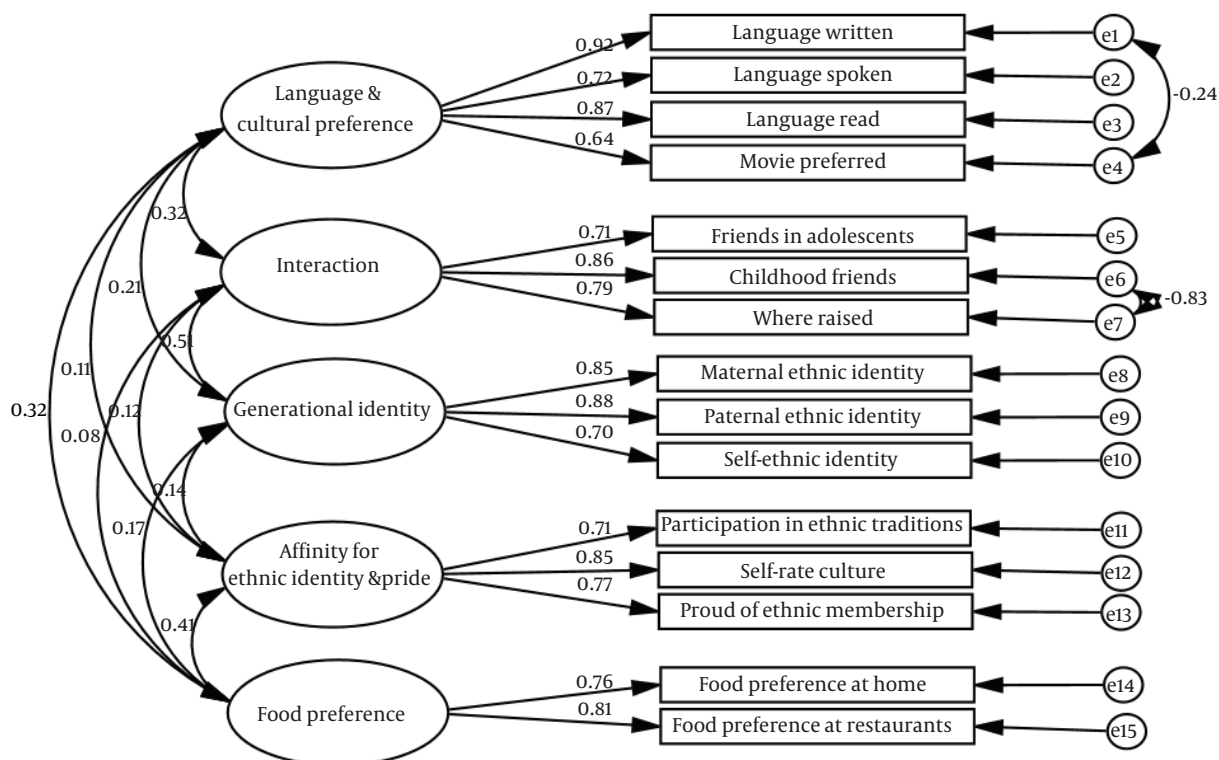 Language &
cultural preference
Interaction
Generational identity
Affinity for
ethnic identity &pride
Food preference
0.92
0.72
0.87
0.64
0.71
0.86
0.79
0.85
0.88
0.70
0.71
0.85
0.77
0.76
0.81
Language written
Language spoken
Language read
Movie preferred
Friends in adolescents
Childhood friends
Where raised
Maternal ethnic identity
Paternal ethnic identity
Self-ethnic identity
Participation in ethnic traditions
Self-rate culture
Proud of ethnic membership
Food preference at home
Food preference at restaurants
e1
e2
e3
e4
e5
e6
e7
e8
e9
e10
e11
e12
e13
e14
e15
-0.24
-0.83
0.32
0.21
0.51
0.11
0.12
0.32
0.08
0.14
0.17
0.41